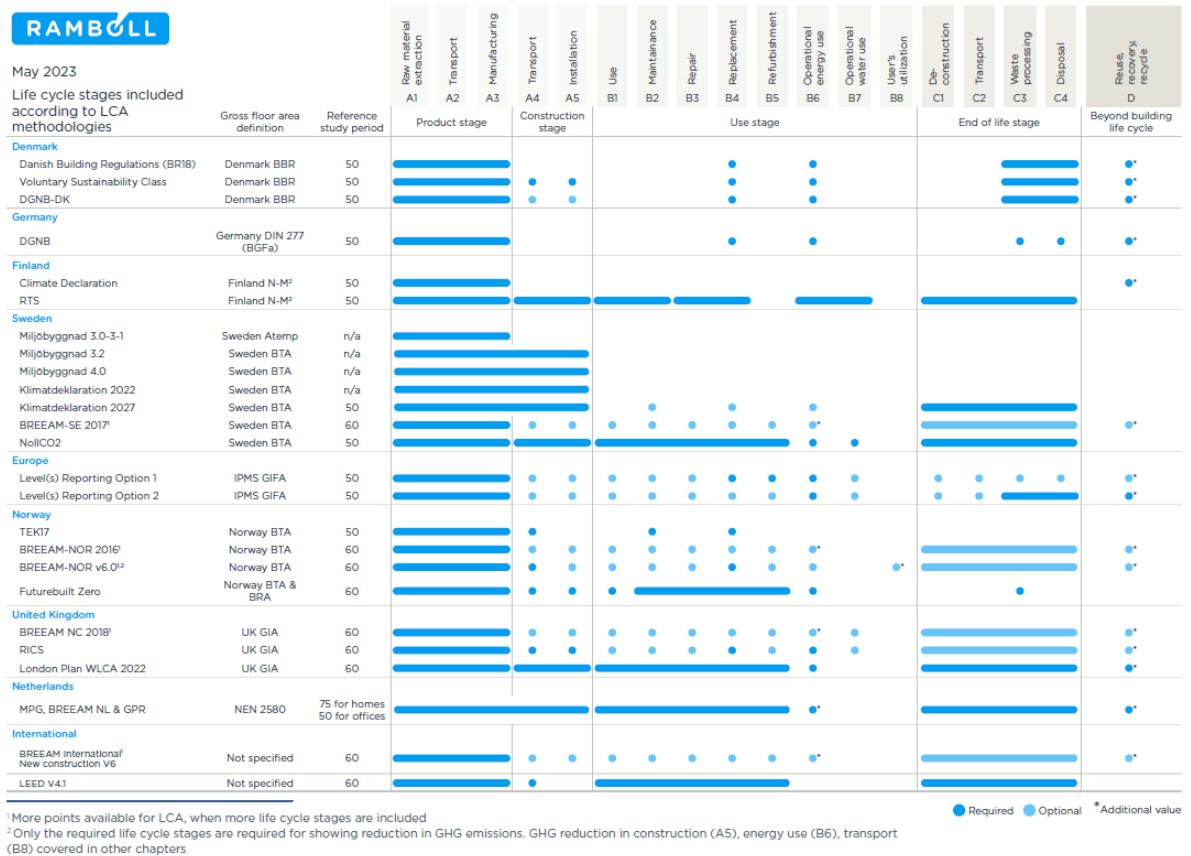 RAMBOLL
May 2023
Life cycle stages included
according to LCA
methodologies
Gross floor area
definition
Reference
study period
Raw material
extraction
Transport
Manufacturing
Transport
Installation
Use
Maintainance
Repair
Replacement
Refurbishment
Operational
energy use
Operational
water use
User's
utilization
De-
construction
Transport
Waste
processing
Disposal
Reuse,
recovery,
recycle
A1 A2 A3 A4 A5 B1 B2 B3 B4 B5 B6 B7 B8 C1 C2 C3 C4 D
Product stage
Construction
stage
Use stage
End of life stage
Beyond building
life cycle
Denmark
Danish Building Regulations (BR18) Denmark BBR 50 *
Voluntary Sustainability Class Denmark BBR 50 *
DGNB-DK Denmark BBR 50 *
Germany
DGNB Germany DIN 277
(BGFa) 50 *
Finland
Climate Declaration Finland N-M² 50 *
RTS Finland N-M² 50
Sweden
Miljöbyggnad 3.0-3-1 Sweden Atemp n/a
Miljöbyggnad 3.2 Sweden BTA n/a
Miljöbyggnad 4.0 Sweden BTA n/a
Klimatdeklaration 2022 Sweden BTA n/a
Klimatdeklaration 2027 Sweden BTA 50
BREEAM-SE 2017¹ Sweden BTA 60 * *
NollCO2 Sweden BTA 50
Europe
Level(s) Reporting Option 1 IPMS GIFA 50 *
Level(s) Reporting Option 2 IPMS GIFA 50 *
Norway
TEK17 Norway BTA 50
BREEAM-NOR 2016¹ Norway BTA 60 * *
BREEAM-NOR v6.0¹,² Norway BTA 60 * *
Futurebuilt Zero Norway BTA &
BRA 60
United Kingdom
BREEAM NC 2018¹ UK GIA 60 * *
RICS UK GIA 60 *
London Plan WLCA 2022 UK GIA 60 *
Netherlands
MPG, BREEAM NL & GPR NEN 2580 75 for homes
50 for offices * *
International
BREEAM International¹
New construction V6 Not specified 60 * *
LEED V4.1 Not specified 60
¹ More points available for LCA, when more life cycle stages are included
² Only the required life cycle stages are required for showing reduction in GHG emissions. GHG reduction in construction (A5), energy use (B6), transport
(B8) covered in other chapters
Required Optional *Additional value